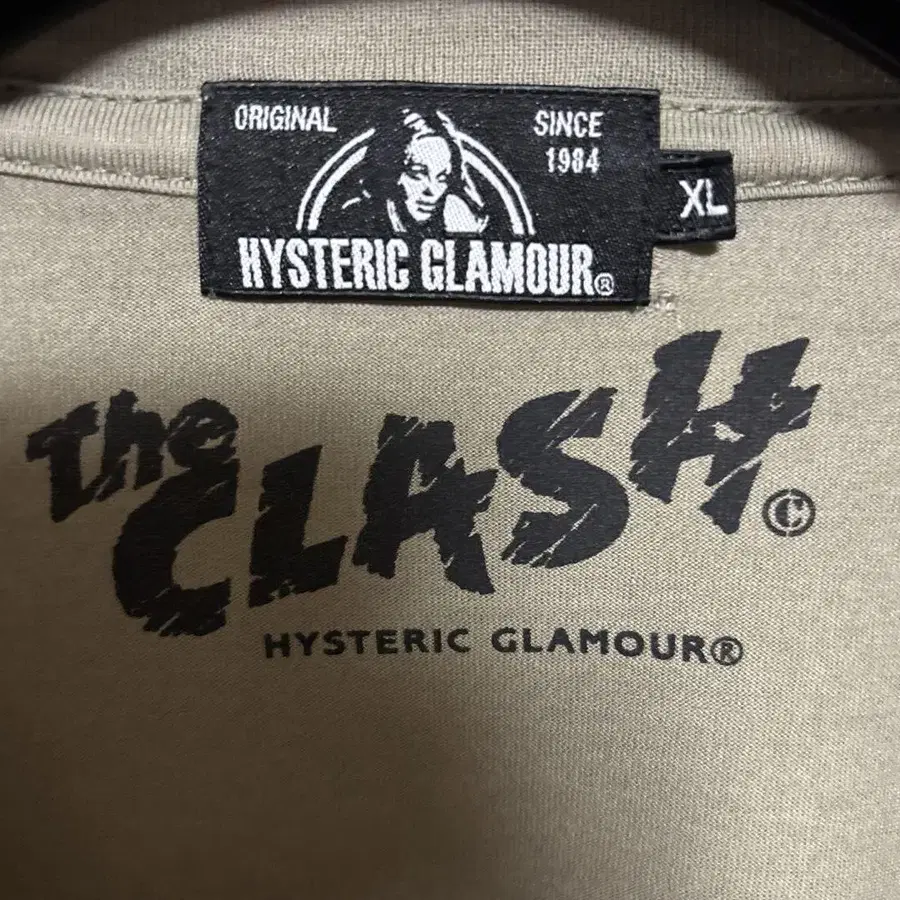 ORIGINAL
SINCE
1984
HYSTERIC GLAMOUR®
XL
the
CLASH©
HYSTERIC GLAMOUR®